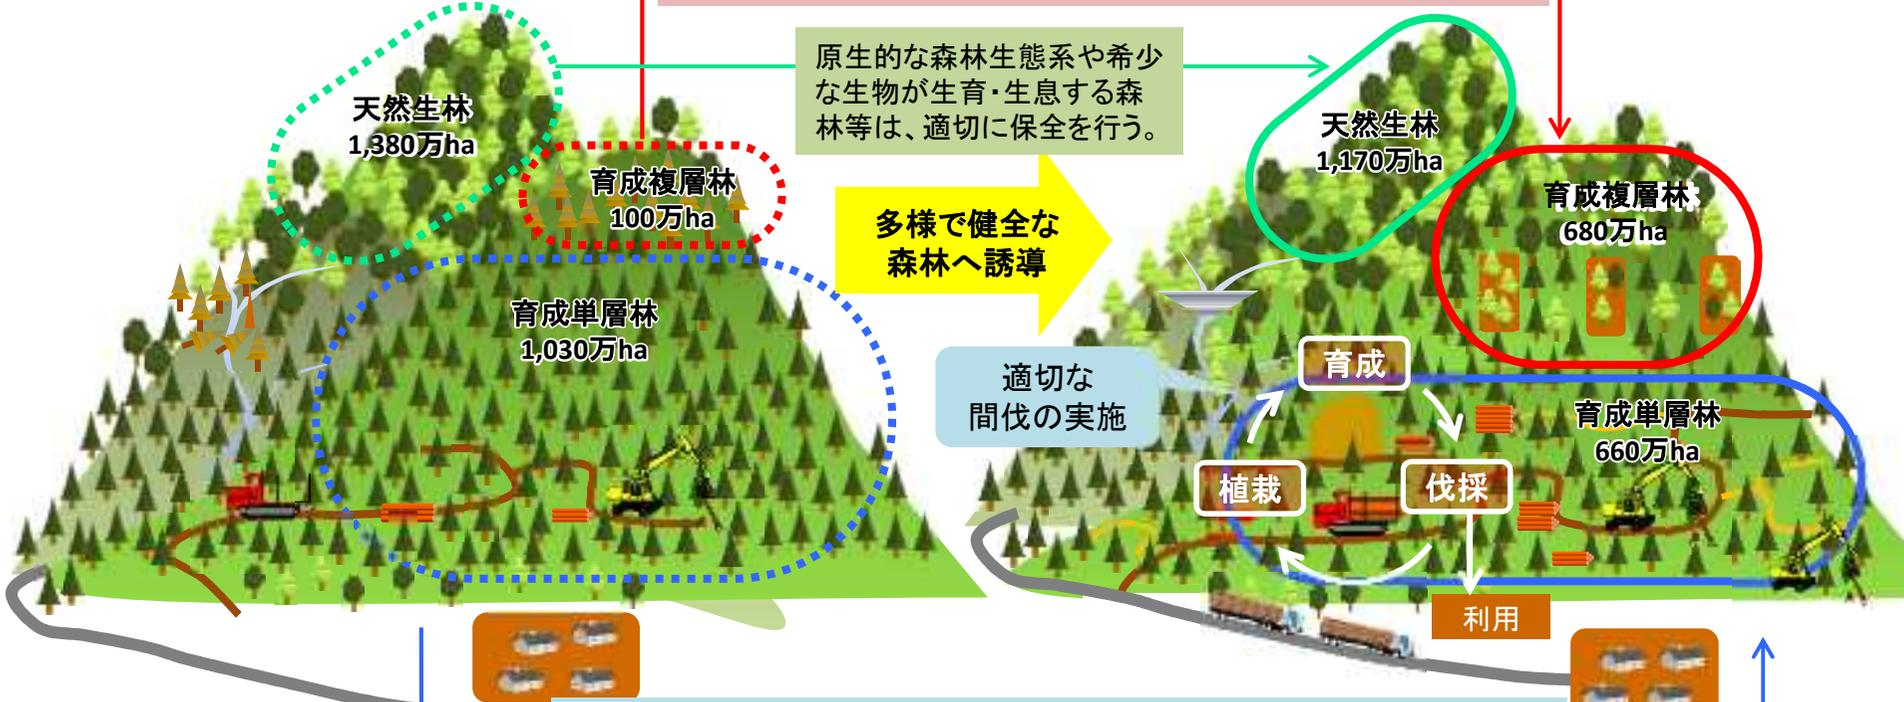 天然生林
1,380万ha
育成複層林
100万ha
育成単層林
1,030万ha
原生的な森林生態系や希少
な生物が生育・生息する森
林等は、適切に保全を行う。
多様で健全な
森林へ誘導
適切な
間伐の実施
天然生林
1,170万ha
育成複層林
680万ha
育成単層林
660万ha
育成
植栽
伐採
利用